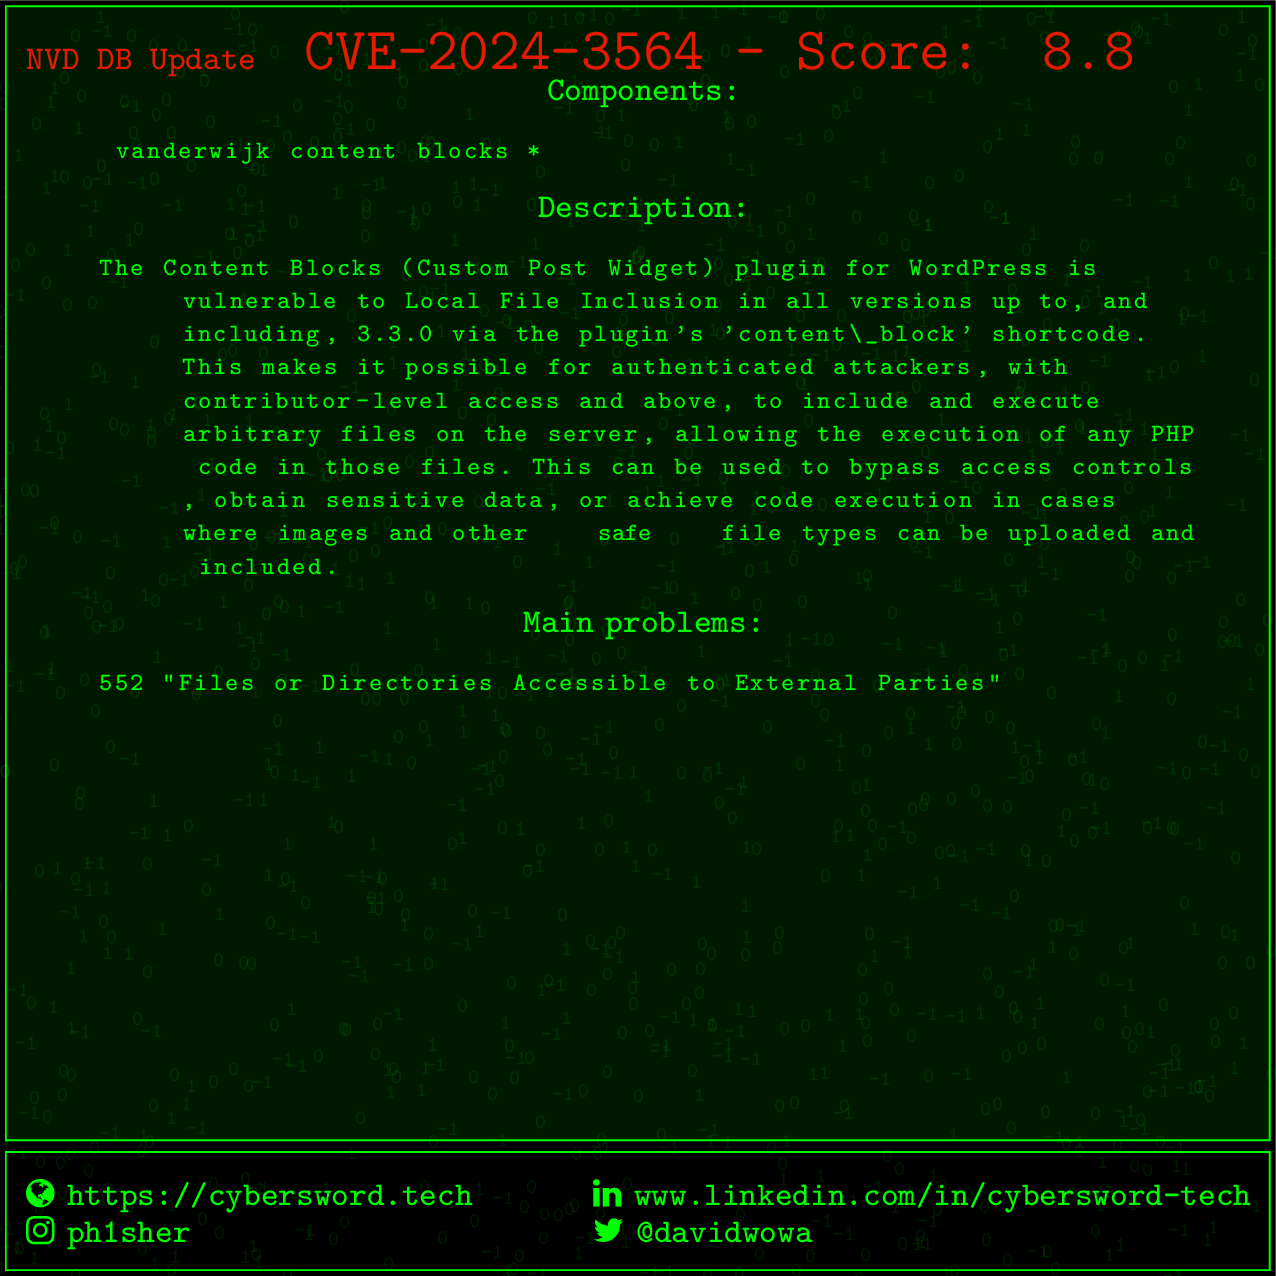 NVD DB Update CVE-2024-3564 - Score: 8.8
Components:
vanderwijk content blocks *
Description:
The Content Blocks (Custom Post Widget) plugin for WordPress is
vulnerable to Local File Inclusion in all versions up to, and
including, 3.3.0 via the plugin's 'content\_block' shortcode.
This makes it possible for authenticated attackers, with
contributor-level access and above, to include and execute
arbitrary files on the server, allowing the execution of any PHP
code in those files. This can be used to bypass access controls
, obtain sensitive data, or achieve code execution in cases
where images and other safe file types can be uploaded and
included.
Main problems:
552 "Files or Directories Accessible to External Parties"
https://cybersword.tech
www.linkedin.com/in/cybersword-tech
ph1sher
@davidwowa